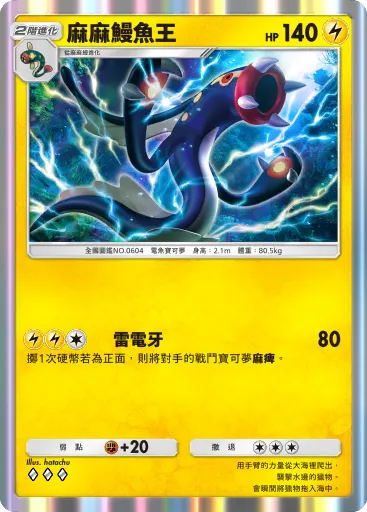 2階進化 麻麻鰻魚王 HP 140
從麻麻鰻進化
全國圖鑑NO.0604 電魚寶可夢 身高：2.1m 體重：80.5kg
雷電牙 80
擲1次硬幣若為正面，則將對手的戰鬥寶可夢麻痺。
弱點 +20 撤退
Illus. hatachu
用手臂的力量從大海裡爬出，
襲擊水邊的獵物。
會瞬間將獵物拖入海中。